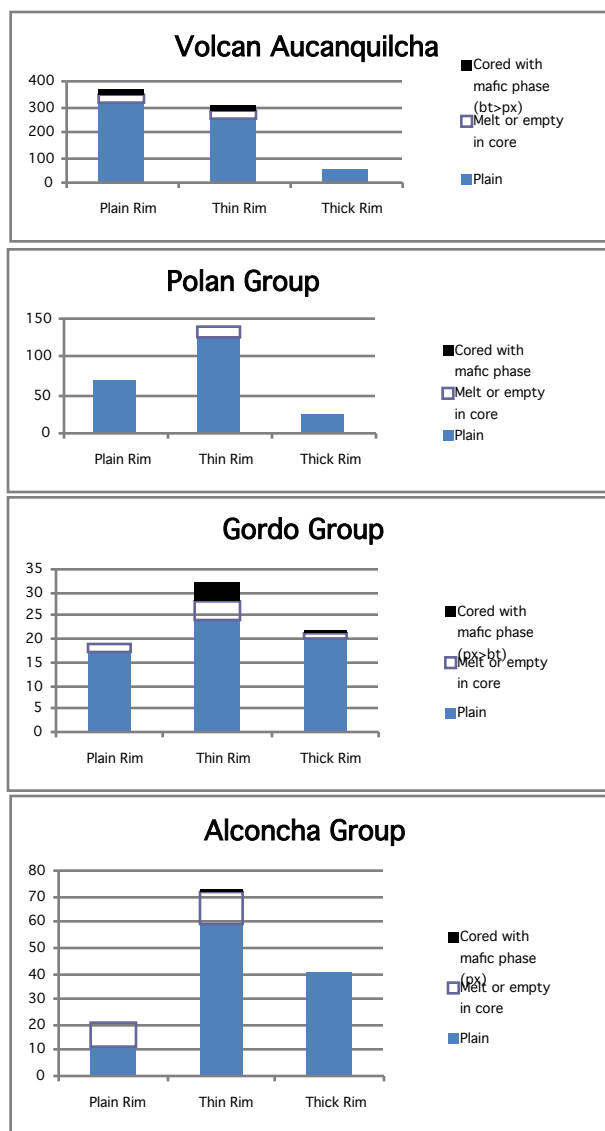 Volcan Aucanquilcha
400
300
200
100
0
Plain Rim
Thin Rim
Thick Rim
Cored with
mafic phase
(bt>px)
Melt or empty
in core
Plain
Polan Group
150
100
50
0
Plain Rim
Thin Rim
Thick Rim
Cored with
mafic phase
Melt or empty
in core
Plain
Gordo Group
35
30
25
20
15
10
5
0
Plain Rim
Thin Rim
Thick Rim
Cored with
mafic phase
(px>bt)
Melt or empty
in core
Plain
Alconcha Group
80
70
60
50
40
30
20
10
0
Plain Rim
Thin Rim
Thick Rim
Cored with
mafic phase
(px)
Melt or empty
in core
Plain